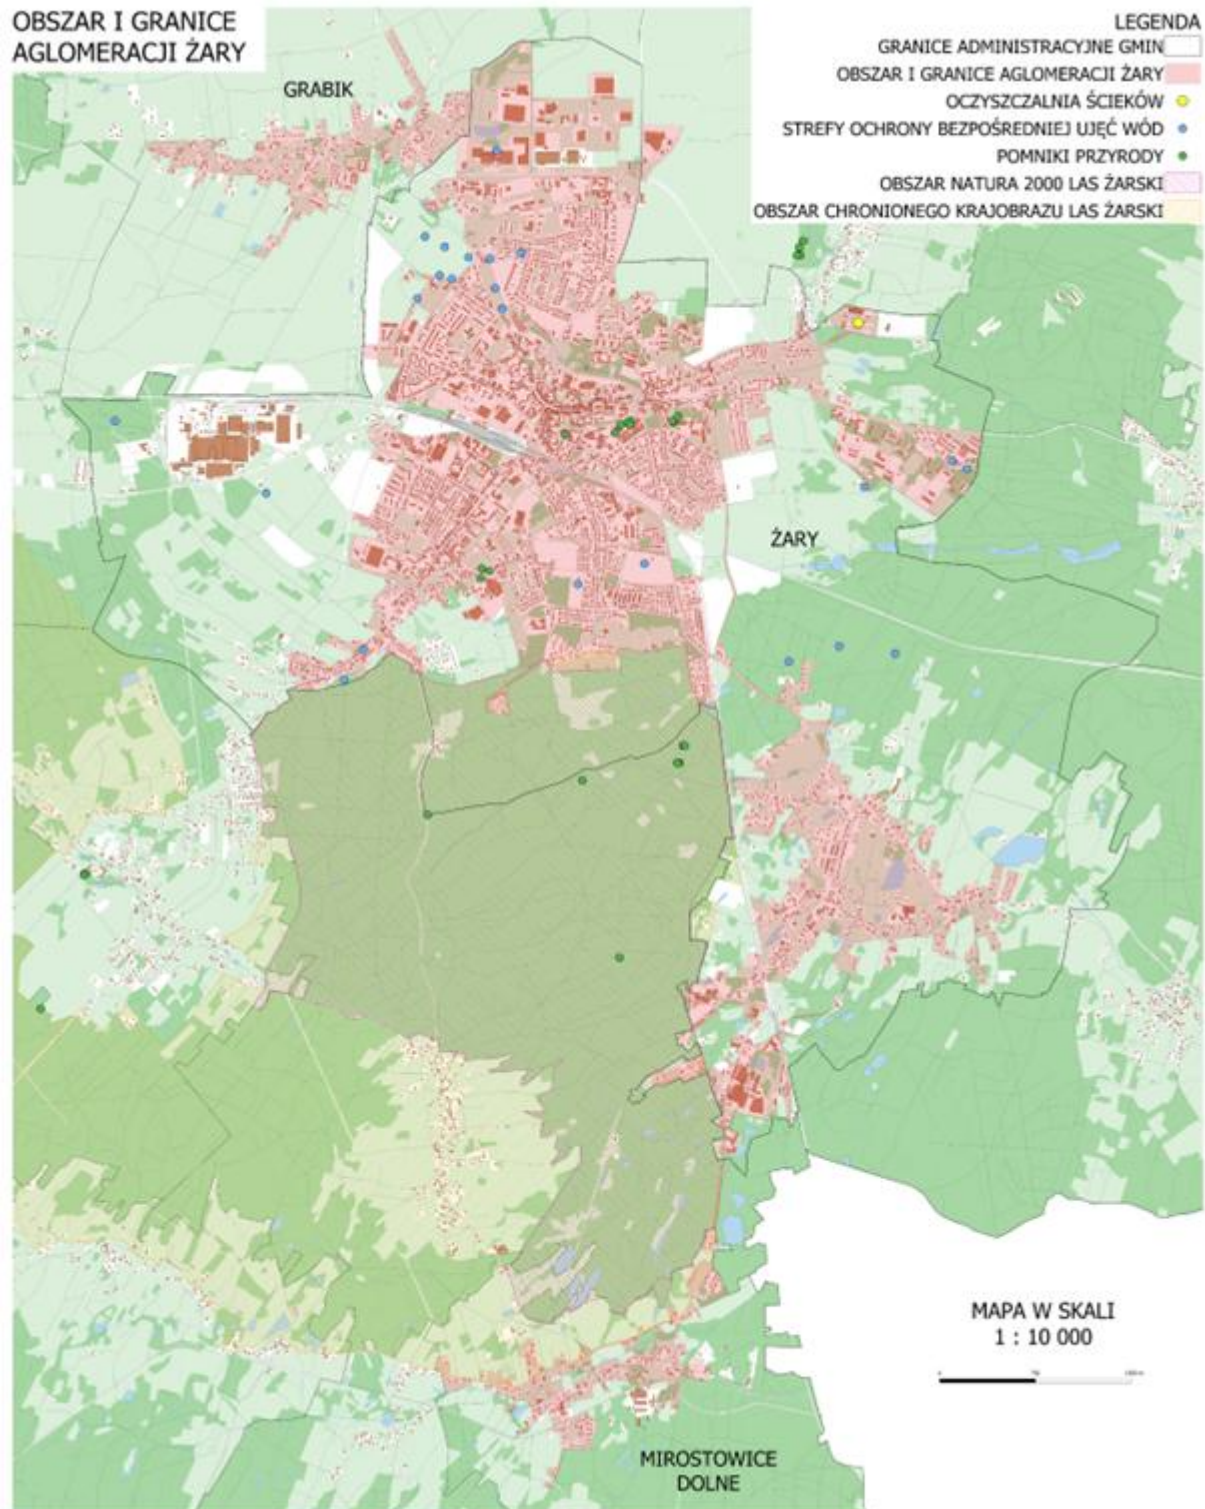 OBSZAR I GRANICE
AGLOMERACJI ŻARY
LEGENDA
GRANICE ADMINISTRACYJNE GMIN
OBSZAR I GRANICE AGLOMERACJI ŻARY
OCZYSZCZALNIA ŚCIEKÓW
STREFY OCHRONY BEZPOŚREDNIEJ UJĘĆ WÓD
POMNIKI PRZYRODY
OBSZAR NATURA 2000 LAS ŻARSKI
OBSZAR CHRONIONEGO KRAJOBRAZU LAS ŻARSKI
GRABIK
ŻARY
MAPA W SKALI
1 : 10 000
MIROSTOWICE
DOLNE